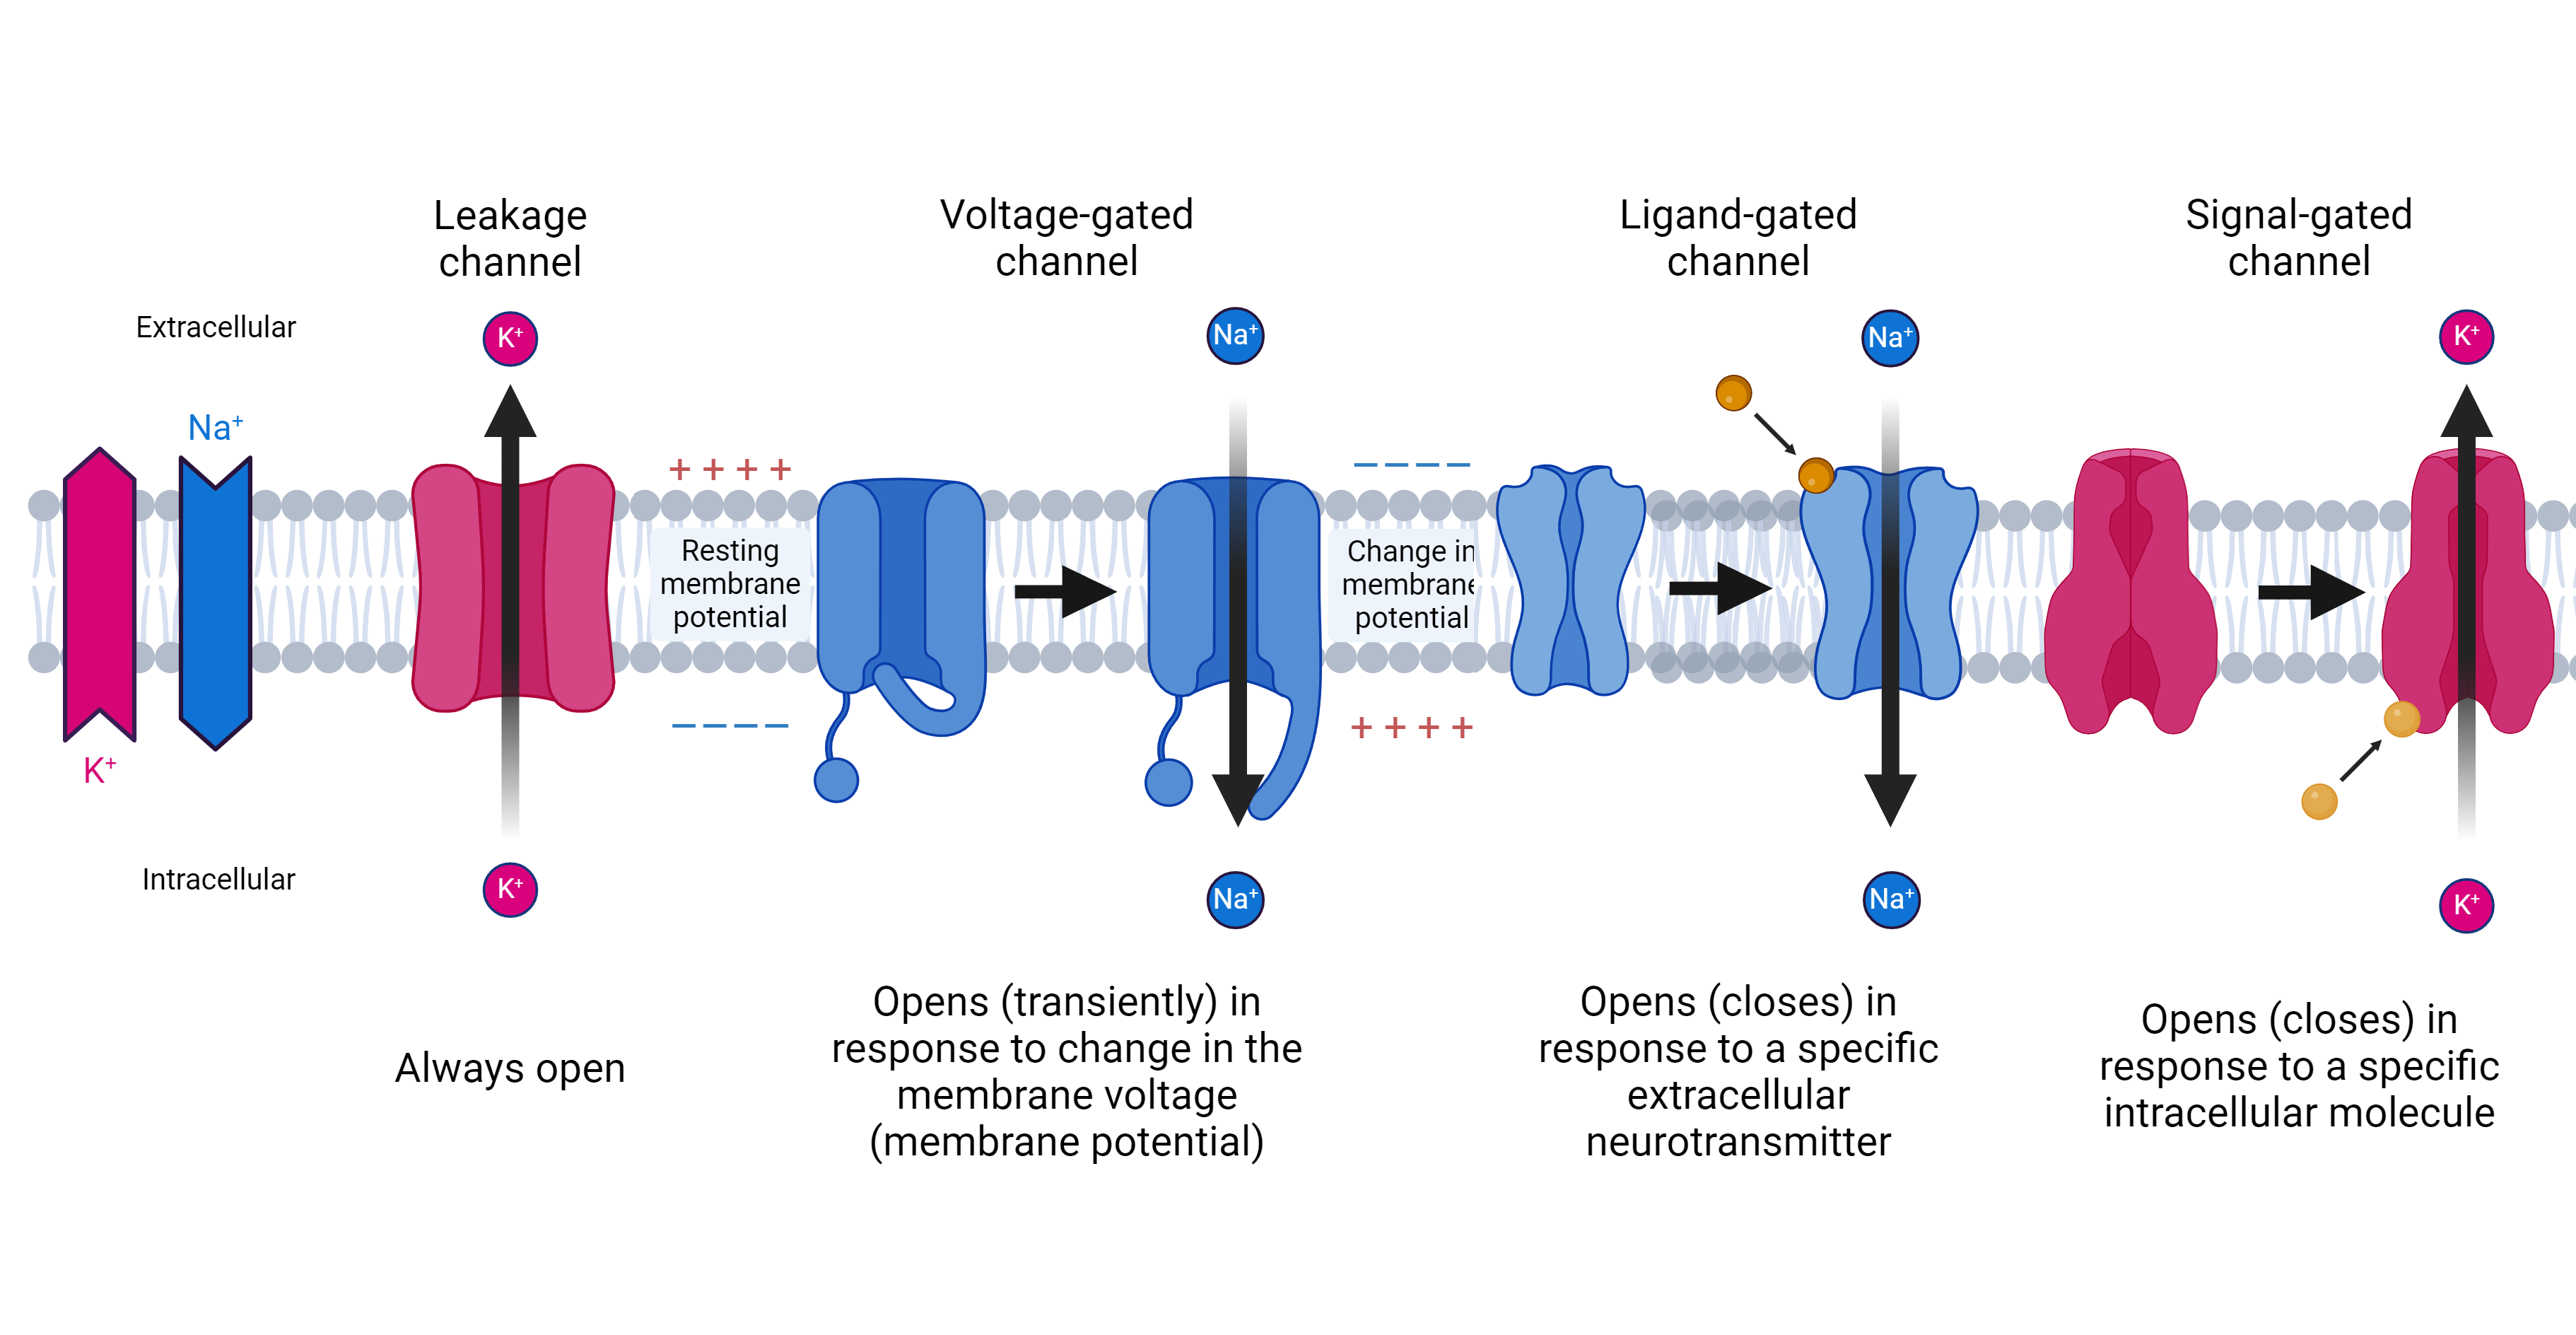 Leakage
channel
Voltage-gated
channel
Ligand-gated
channel
Signal-gated
channel
Extracellular
K⁺
Na⁺
Na⁺
K⁺
Na⁺
+ + + +
– – – –
Resting
membrane
potential
Change in
membrane
potential
– – – –
+ + + +
K⁺
Intracellular
K⁺
Na⁺
Na⁺
K⁺
Always open
Opens (transiently) in
response to change in the
membrane voltage
(membrane potential)
Opens (closes) in
response to a specific
extracellular
neurotransmitter
Opens (closes) in
response to a specific
intracellular molecule